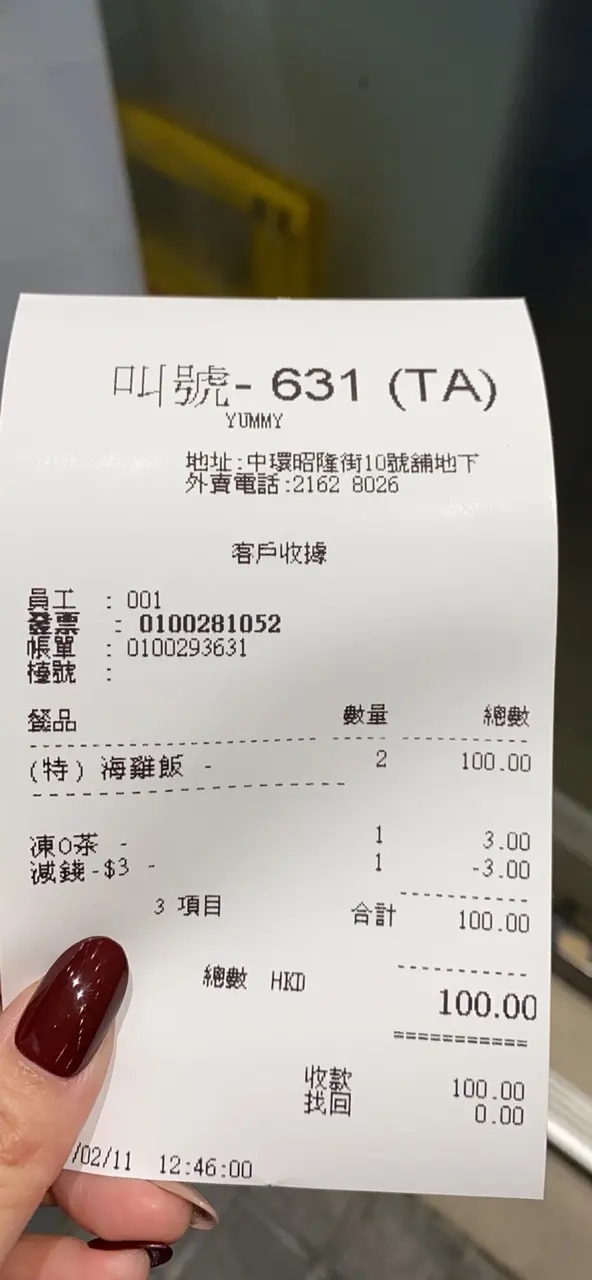 叫號- 631 (TA)
YUMMY
地址:中環昭隆街10號舖地下
外賣電話:2162 8026
客戶收據
員工 : 001
發票 : 0100281052
帳單 : 0100293631
檯號 :
餐品 數量 總數
(特) 海雞飯 - 2 100.00
凍0茶 - 1 3.00
減錢-$3 - 1 -3.00
3 項目 合計 100.00
總數 HKD 100.00
收款 100.00
找回 0.00
/02/11 12:46:00